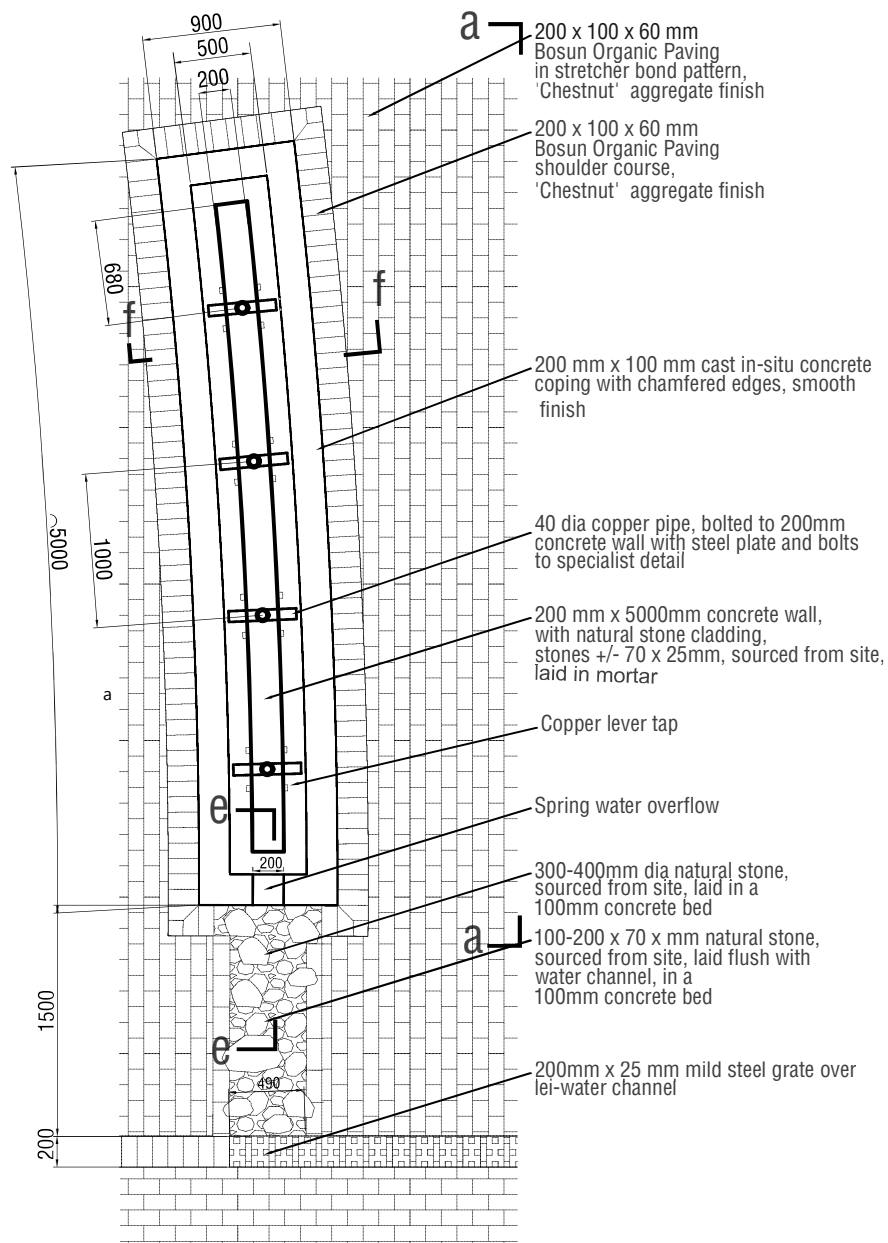 900
500
200
a
200 x 100 x 60 mm
Bosun Organic Paving
in stretcher bond pattern,
'Chestnut' aggregate finish
200 x 100 x 60 mm
Bosun Organic Paving
shoulder course,
'Chestnut' aggregate finish
680
f
f
200 mm x 100 mm cast in-situ concrete
coping with chamfered edges, smooth
finish
5000
1000
40 dia copper pipe, bolted to 200mm
concrete wall with steel plate and bolts
to specialist detail
200 mm x 5000mm concrete wall,
with natural stone cladding,
stones +/- 70 x 25mm, sourced from site,
laid in mortar
a
Copper lever tap
e
Spring water overflow
200
300-400mm dia natural stone,
sourced from site, laid in a
100mm concrete bed
a
100-200 x 70 x mm natural stone,
sourced from site, laid flush with
water channel, in a
100mm concrete bed
1500
e
490
200mm x 25 mm mild steel grate over
lei-water channel
200